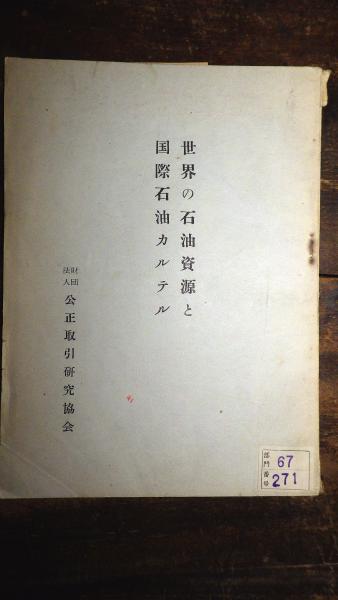 世界の石油資源と
国際石油カルテル
財団
法人
公正取引研究協会
部門 67
番号 271